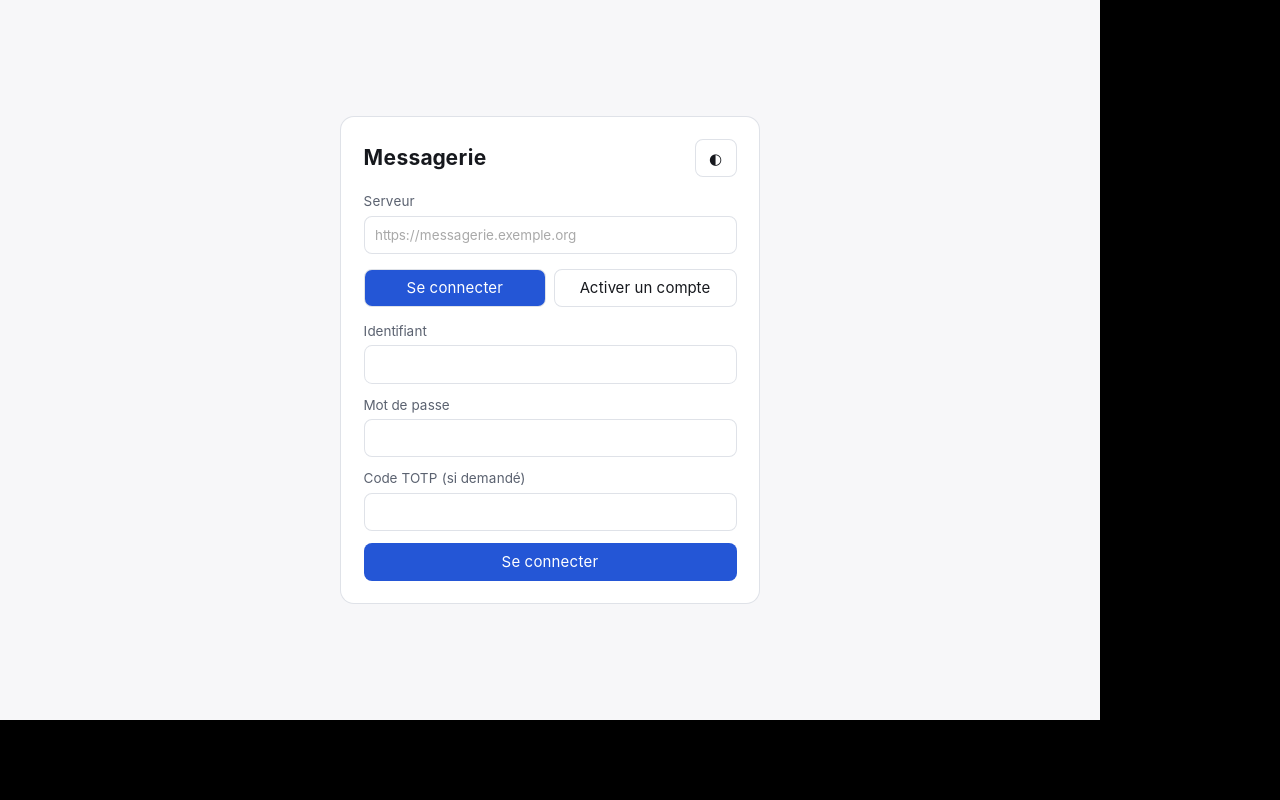 Messagerie
Serveur
https://messagerie.exemple.org
Se connecter
Activer un compte
Identifiant
Mot de passe
Code TOTP (si demandé)
Se connecter